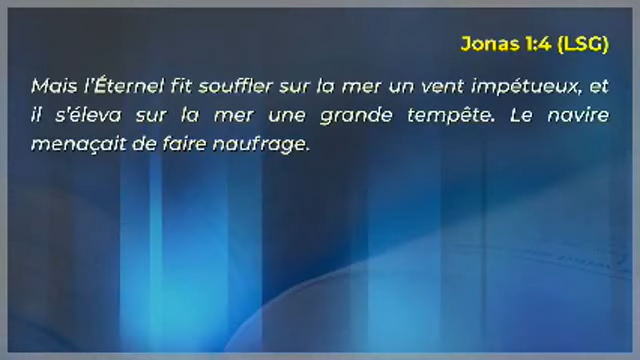 Jonas 1:4 (LSG)
Mais l'Éternel fit souffler sur la mer un vent impétueux, et
il s'éleva sur la mer une grande tempête. Le navire
menaçait de faire naufrage.